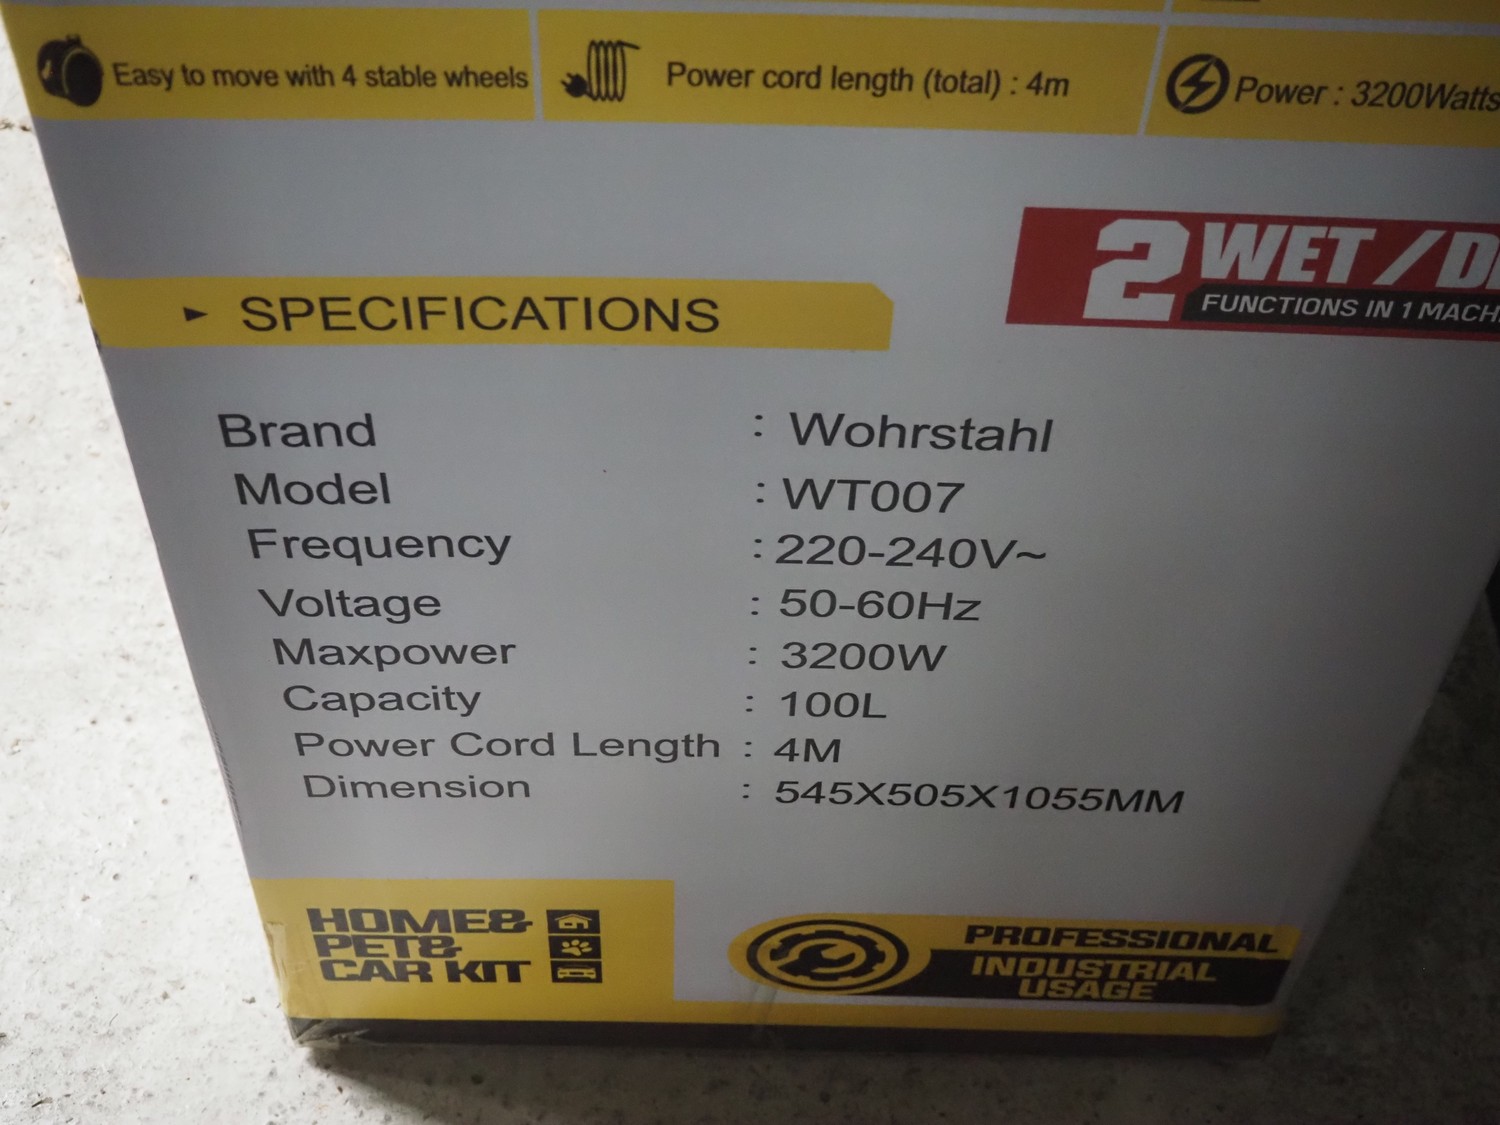 Easy to move with 4 stable wheels
Power cord length (total) : 4m
Power : 3200Watts
2 WET/D
FUNCTIONS IN 1 MACH
▸ SPECIFICATIONS
Brand : Wohrstahl
Model : WT007
Frequency : 220-240V~
Voltage : 50-60Hz
Maxpower : 3200W
Capacity : 100L
Power Cord Length : 4M
Dimension : 545X505X1055MM
HOME&
PET&
CAR KIT
PROFESSIONAL
INDUSTRIAL
USAGE